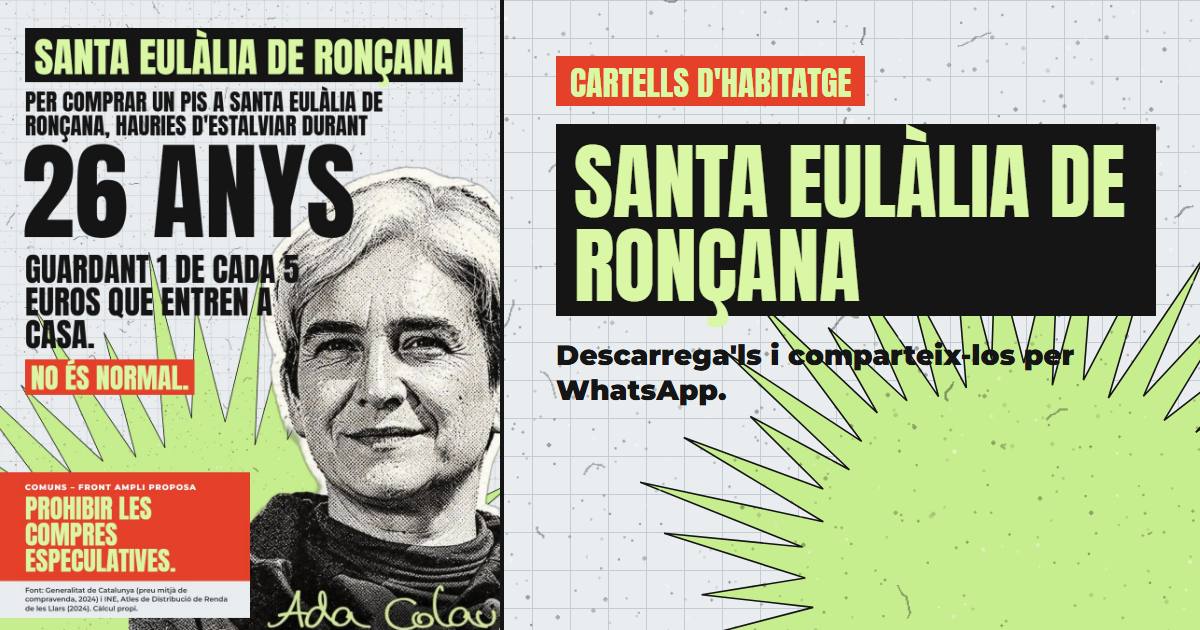 SANTA EULÀLIA DE RONÇANA
PER COMPRAR UN PIS A SANTA EULÀLIA DE
RONÇANA, HAURIES D'ESTALVIAR DURANT
26 ANYS
GUARDANT 1 DE CADA 5
EUROS QUE ENTREN A
CASA.
NO ÉS NORMAL.
COMUNS – FRONT AMPLI PROPOSA
PROHIBIR LES
COMPRES
ESPECULATIVES.
Font: Generalitat de Catalunya (preu mitjà de
compravenda, 2024) i INE, Atles de Distribució de Renda
de les Llars (2024). Càlcul propi.
Ada Colau
CARTELLS D'HABITATGE
SANTA EULÀLIA DE
RONÇANA
Descarrega'ls i comparteix-los per
WhatsApp.